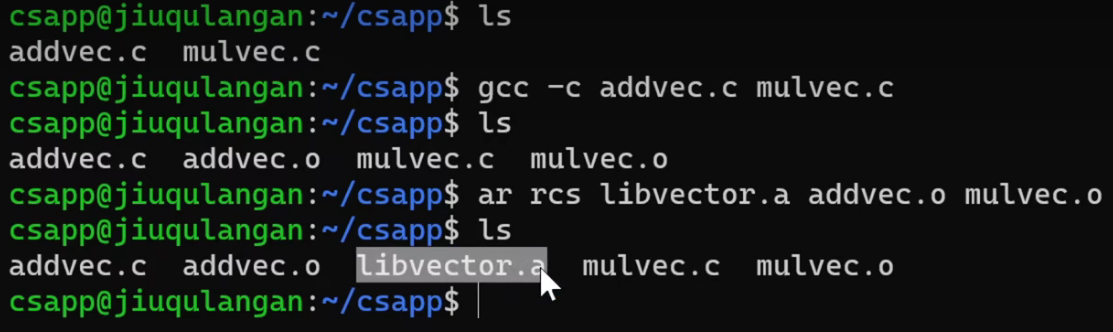 csapp@jiuqulangan:~/csapp$ ls
addvec.c  mulvec.c
csapp@jiuqulangan:~/csapp$ gcc -c addvec.c mulvec.c
csapp@jiuqulangan:~/csapp$ ls
addvec.c  addvec.o  mulvec.c  mulvec.o
csapp@jiuqulangan:~/csapp$ ar rcs libvector.a addvec.o mulvec.o
csapp@jiuqulangan:~/csapp$ ls
addvec.c  addvec.o  libvector.a  mulvec.c  mulvec.o
csapp@jiuqulangan:~/csapp$